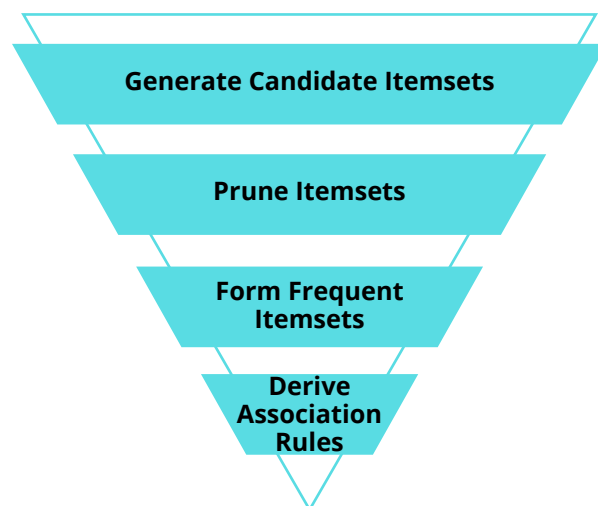 Generate Candidate Itemsets
Prune Itemsets
Form Frequent
Itemsets
Derive
Association
Rules